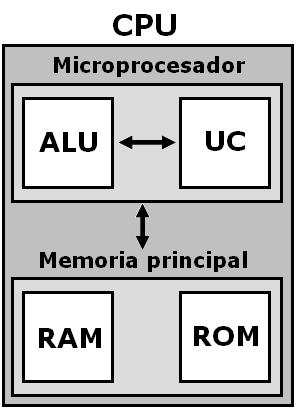 CPU
Microprocesador
ALU
UC
Memoria principal
RAM
ROM